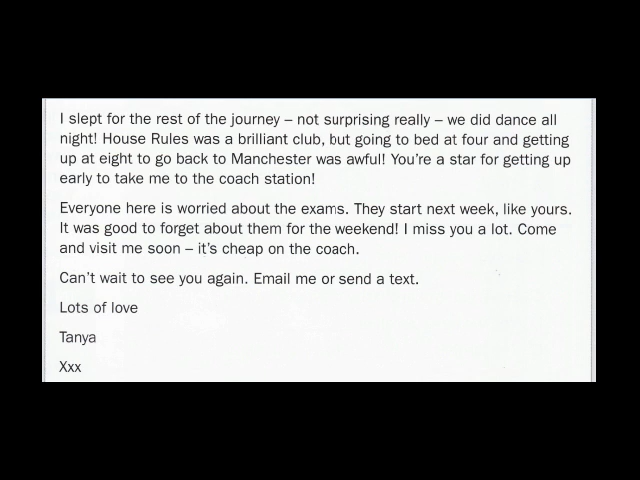 I slept for the rest of the journey – not surprising really – we did dance all
night! House Rules was a brilliant club, but going to bed at four and getting
up at eight to go back to Manchester was awful! You're a star for getting up
early to take me to the coach station!
Everyone here is worried about the exams. They start next week, like yours.
It was good to forget about them for the weekend! I miss you a lot. Come
and visit me soon – it's cheap on the coach.
Can't wait to see you again. Email me or send a text.
Lots of love
Tanya
Xxx